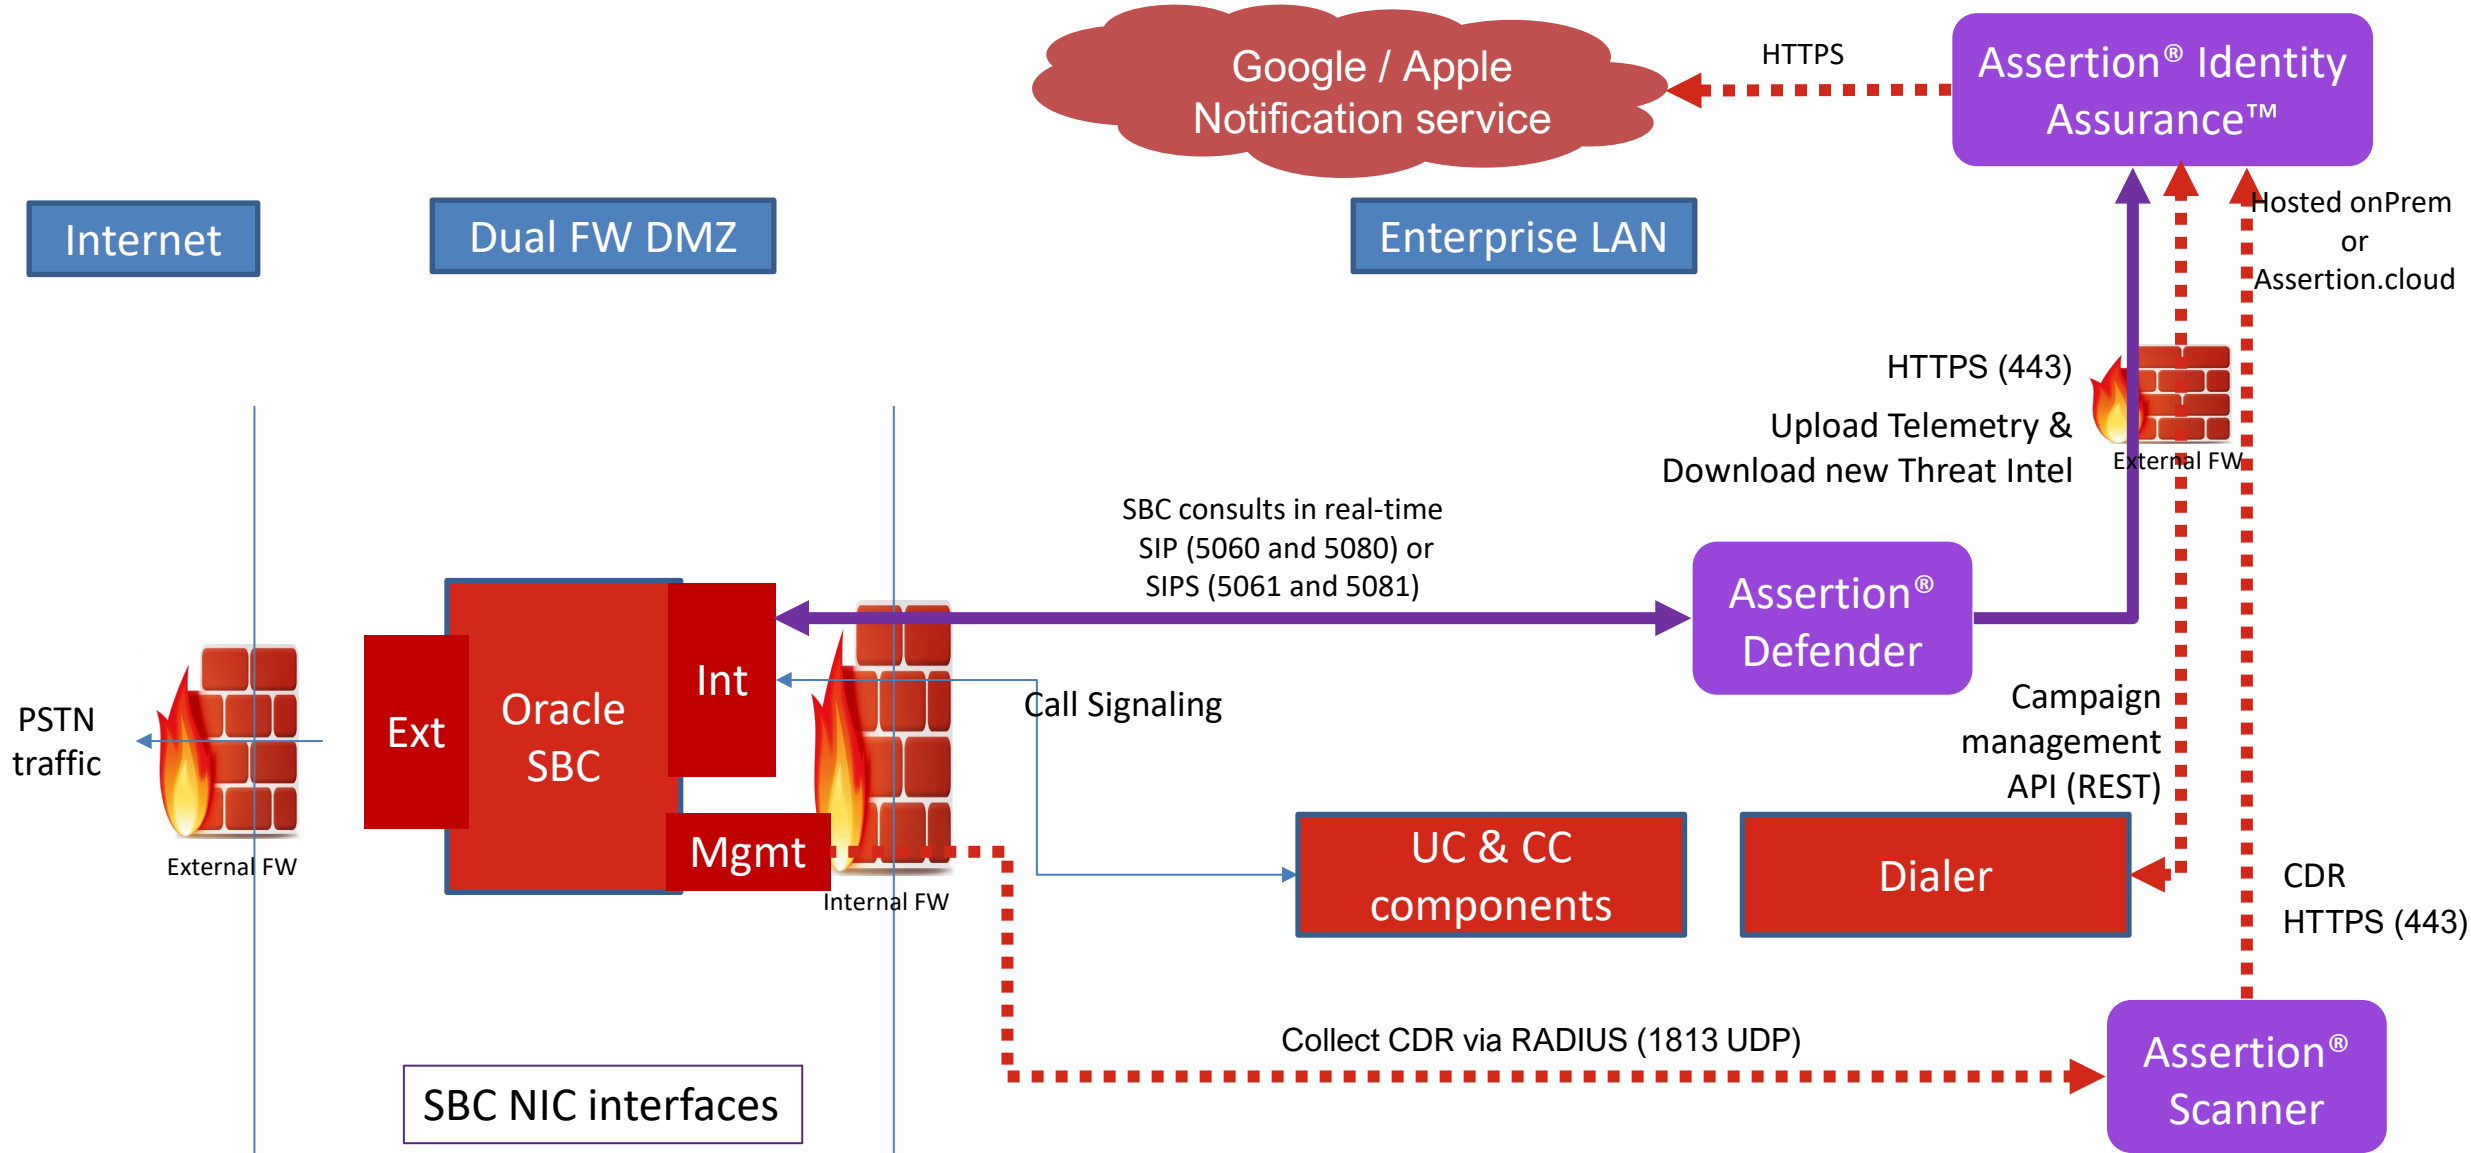 Google / Apple
Notification service
HTTPS
Assertion® Identity
Assurance™
Internet
Dual FW DMZ
Enterprise LAN
Hosted onPrem
or
Assertion.cloud
HTTPS (443)
Upload Telemetry &
Download new Threat Intel
External FW
SBC consults in real-time
SIP (5060 and 5080) or
SIPS (5061 and 5081)
Assertion®
Defender
Int
Oracle
SBC
Ext
Mgmt
Call Signaling
PSTN
traffic
External FW
Internal FW
Campaign
management
API (REST)
UC & CC
components
Dialer
CDR
HTTPS (443)
Collect CDR via RADIUS (1813 UDP)
Assertion®
Scanner
SBC NIC interfaces